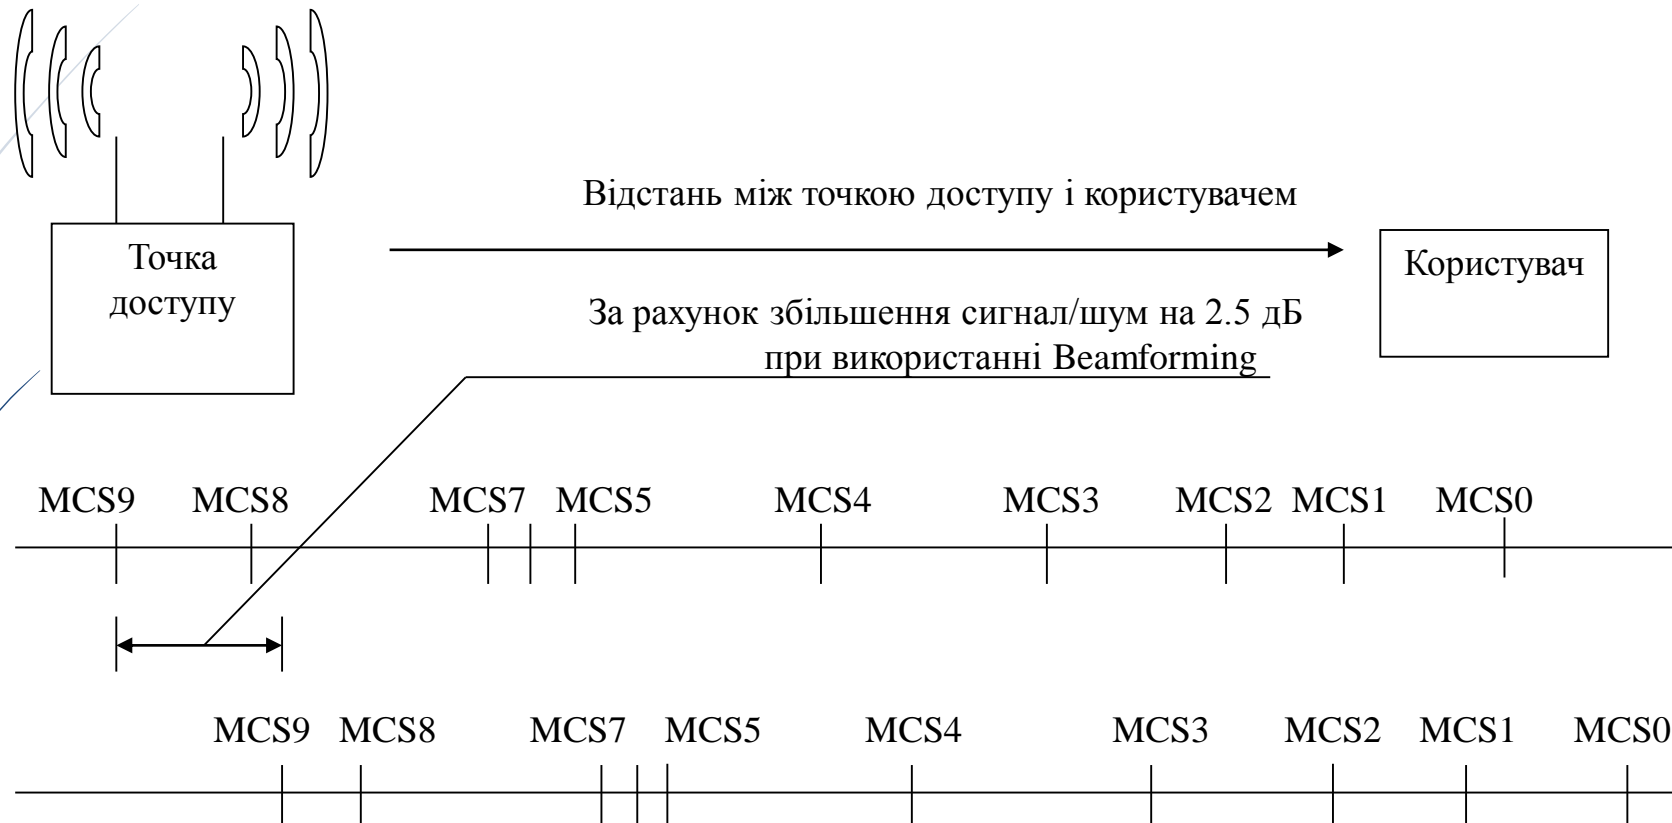 Відстань між точкою доступу і користувачем
Точка
доступу
Користувач
За рахунок збільшення сигнал/шум на 2.5 дБ
при використанні Beamforming
MCS9 MCS8 MCS7 MCS5 MCS4 MCS3 MCS2 MCS1 MCS0
MCS9 MCS8 MCS7 MCS5 MCS4 MCS3 MCS2 MCS1 MCS0